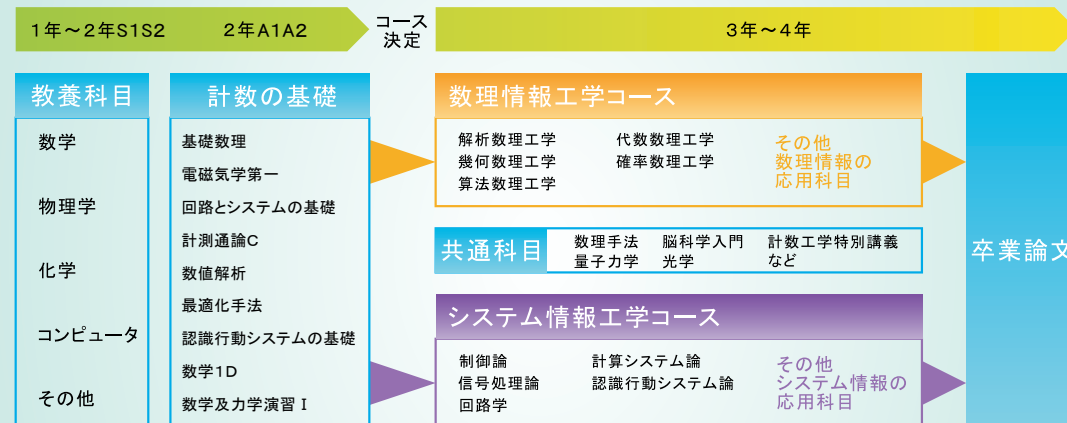 1年～2年S1S2
2年A1A2
コース
決定
3年～4年
教養科目
数学
物理学
化学
コンピュータ
その他
計数の基礎
基礎数理
電磁気学第一
回路とシステムの基礎
計測通論C
数値解析
最適化手法
認識行動システムの基礎
数学1D
数学及力学演習Ⅰ
数理情報工学コース
解析数理工学
代数数理工学
幾何数理工学
確率数理工学
算法数理工学
その他
数理情報の
応用科目
共通科目
数理手法
脳科学入門
計数工学特別講義
量子力学
光学
など
システム情報工学コース
制御論
計算システム論
信号処理論
認識行動システム論
回路学
その他
システム情報の
応用科目
卒業論文